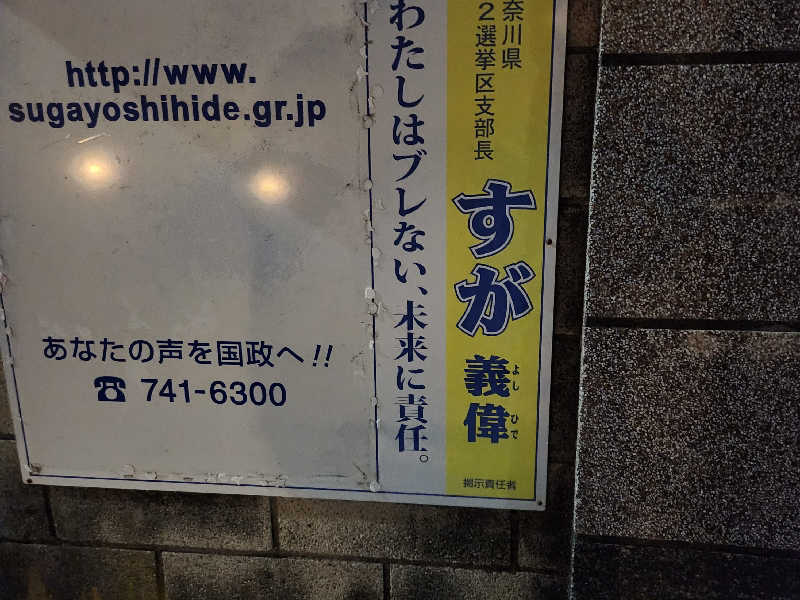 奈川県
2選挙区支部長
すが義偉
よしひで
掲示責任者
わたしはブレない、未来に責任。
http://www.
sugayoshihide.gr.jp
あなたの声を国政へ!!
☎ 741-6300